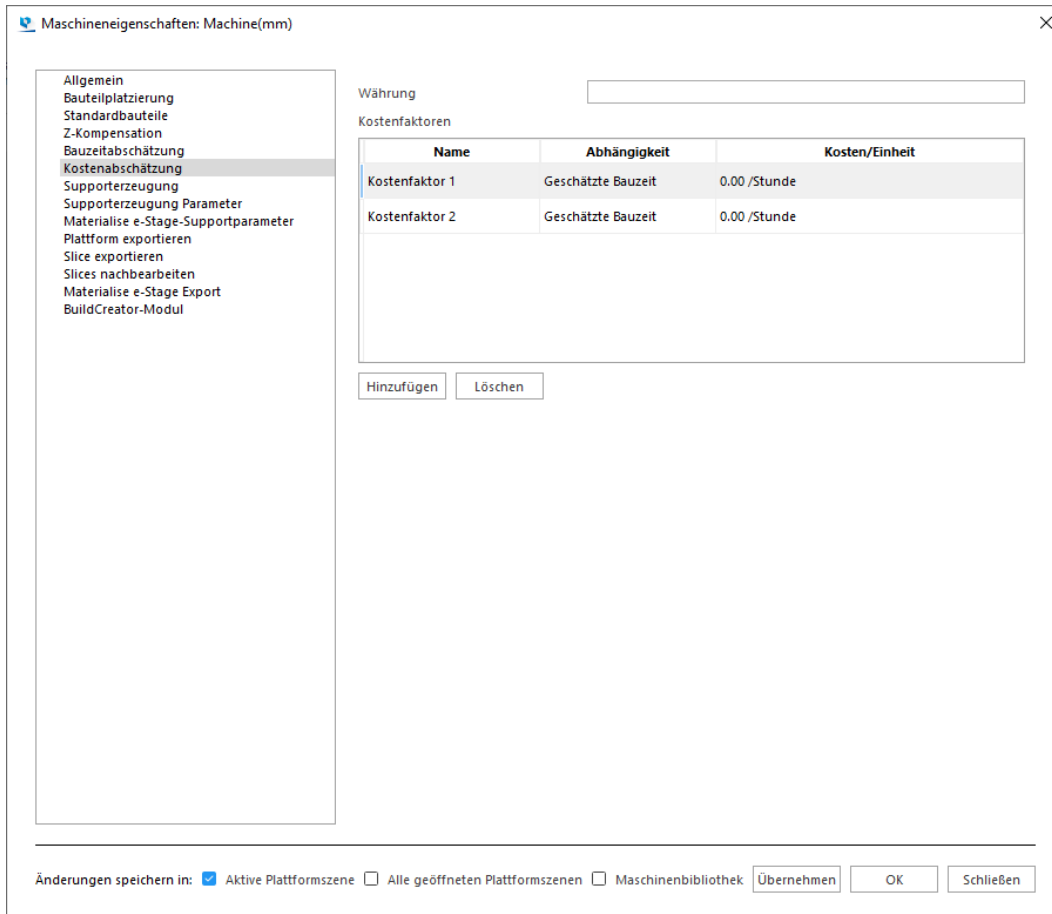 Maschineneigenschaften: Machine(mm)
Allgemein
Bauteilplatzierung
Standardbauteile
Z-Kompensation
Bauzeitabschätzung
Kostenabschätzung
Supporterzeugung
Supporterzeugung Parameter
Materialise e-Stage-Supportparameter
Plattform exportieren
Slice exportieren
Slices nachbearbeiten
Materialise e-Stage Export
BuildCreator-Modul
Währung
Kostenfaktoren
Name Abhängigkeit Kosten/Einheit
Kostenfaktor 1 Geschätzte Bauzeit 0.00 /Stunde
Kostenfaktor 2 Geschätzte Bauzeit 0.00 /Stunde
Hinzufügen Löschen
Änderungen speichern in: Aktive Plattformszene Alle geöffneten Plattformszenen Maschinenbibliothek Übernehmen OK Schließen